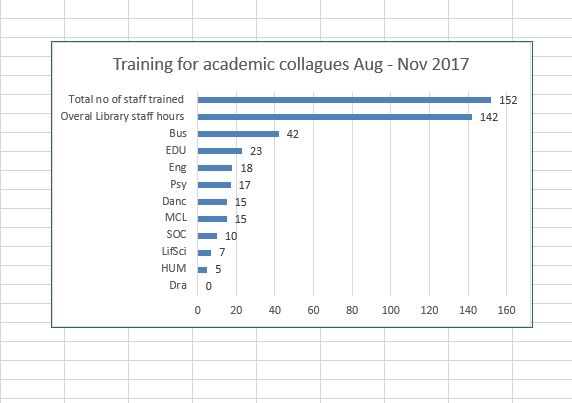 Training for academic collagues Aug - Nov 2017
Total no of staff trained 152
Overal Library staff hours 142
Bus 42
EDU 23
Eng 18
Psy 17
Danc 15
MCL 15
SOC 10
LifSci 7
HUM 5
Dra 0
0 20 40 60 80 100 120 140 160